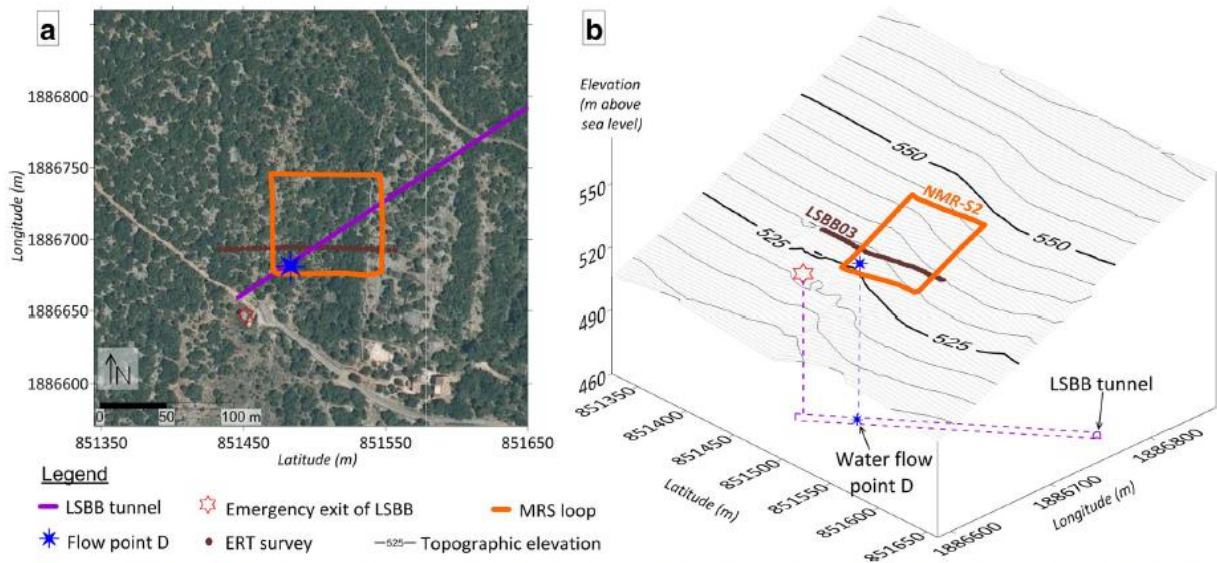 a
1886800
1886750
1886700
1886650
1886600
Longitude (m)
N
0 50 100 m
851350 851450 851550 851650
Latitude (m)
b
Elevation
(m above
sea level)
550
520
490
460
550
550
525
525
NMR-S2
LSBB03
LSBB tunnel
Water flow
point D
851350
851400
851450
851500
851550
851600
851650
Latitude (m)
1886600
1886700
1886800
Longitude (m)
Legend
LSBB tunnel
Emergency exit of LSBB
MRS loop
Flow point D
ERT survey
525 Topographic elevation